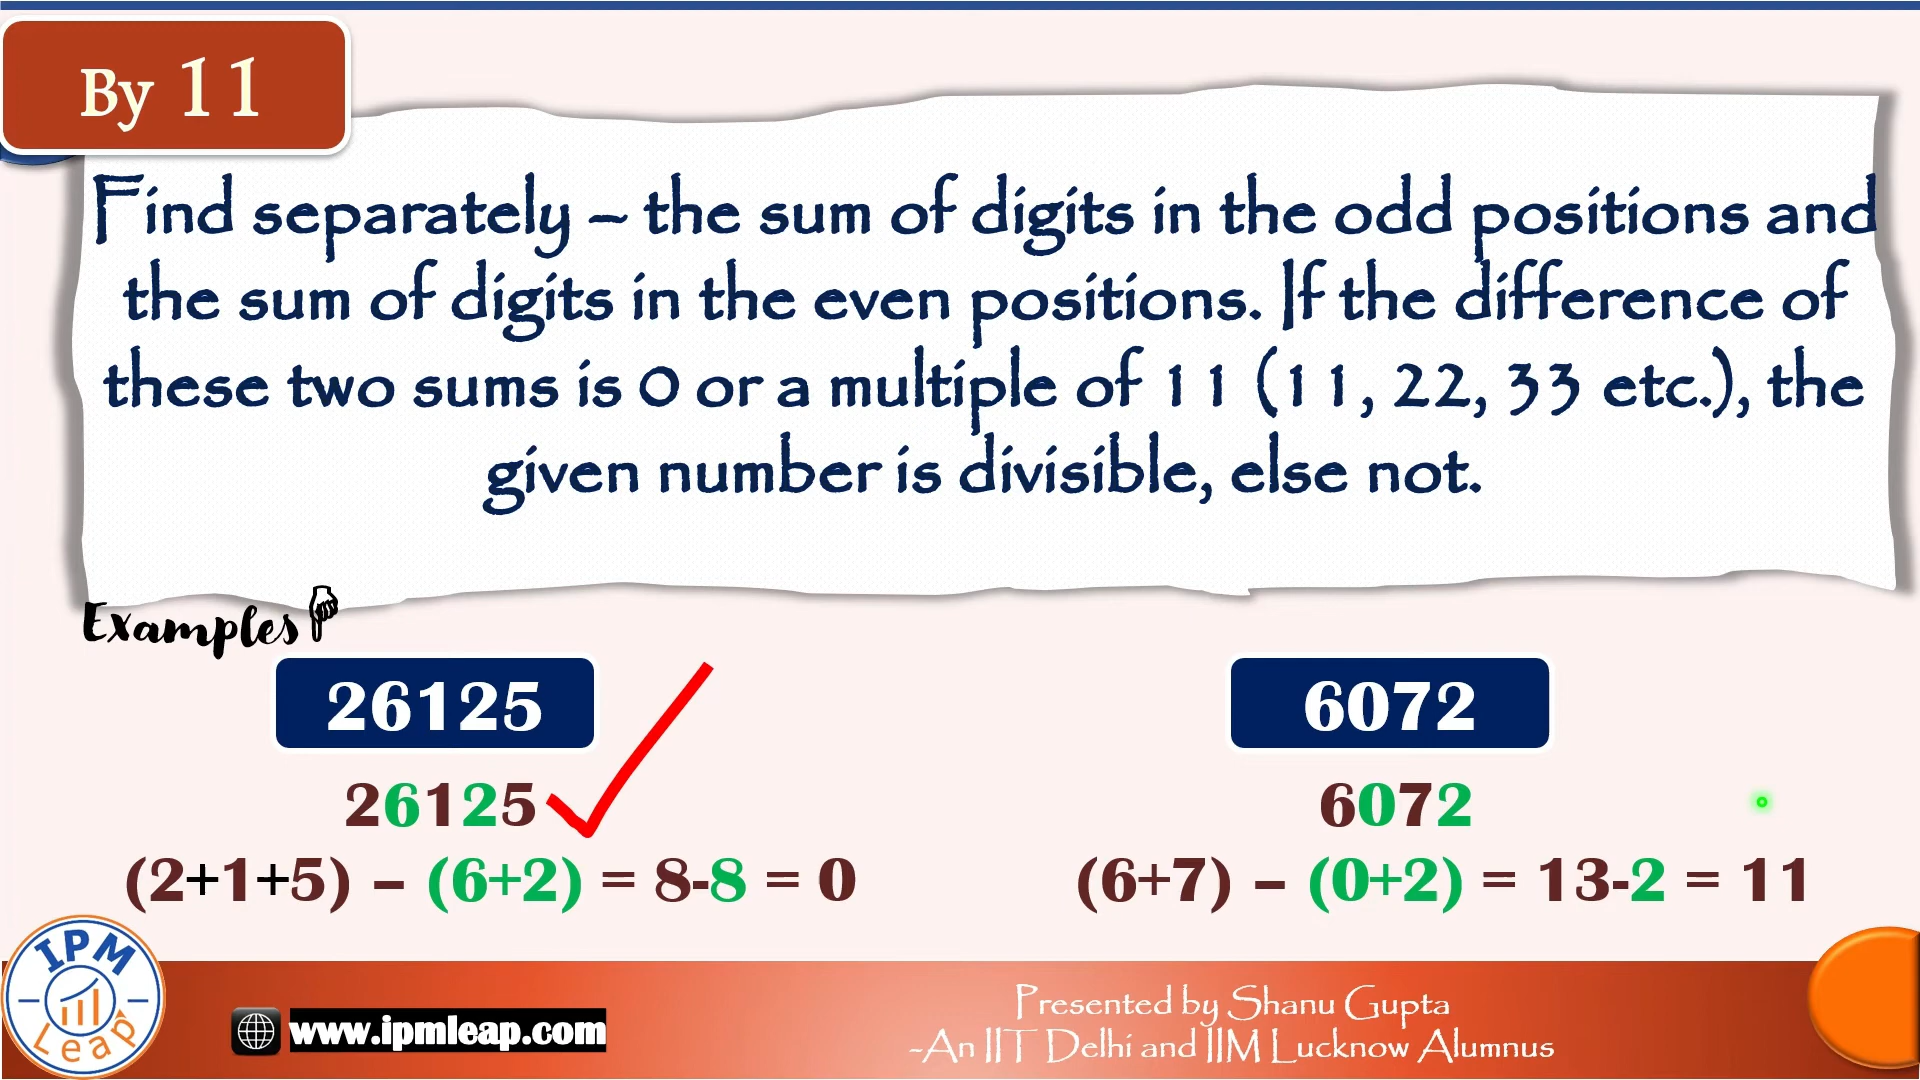 By 11
Find separately – the sum of digits in the odd positions and
the sum of digits in the even positions. If the difference of
these two sums is 0 or a multiple of 11 (11, 22, 33 etc.), the
given number is divisible, else not.
Examples
26125
26125
(2+1+5) – (6+2) = 8-8 = 0
6072
6072
(6+7) – (0+2) = 13-2 = 11
IPM
Leap
www.ipmleap.com
Presented by Shanu Gupta
-An IIT Delhi and IIM Lucknow Alumnus